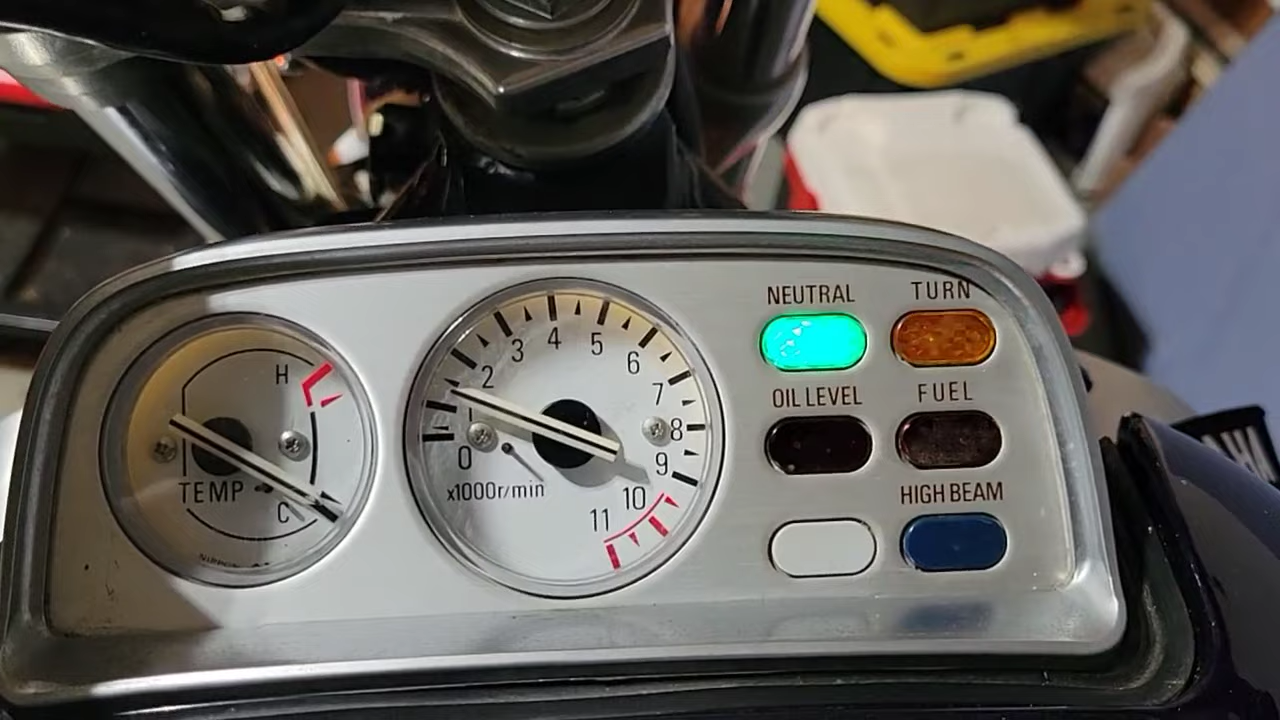 H
TEMP
C
0
1
2
3
4
5
6
7
8
9
10
11
x1000r/min
NEUTRAL
TURN
OIL LEVEL
FUEL
HIGH BEAM